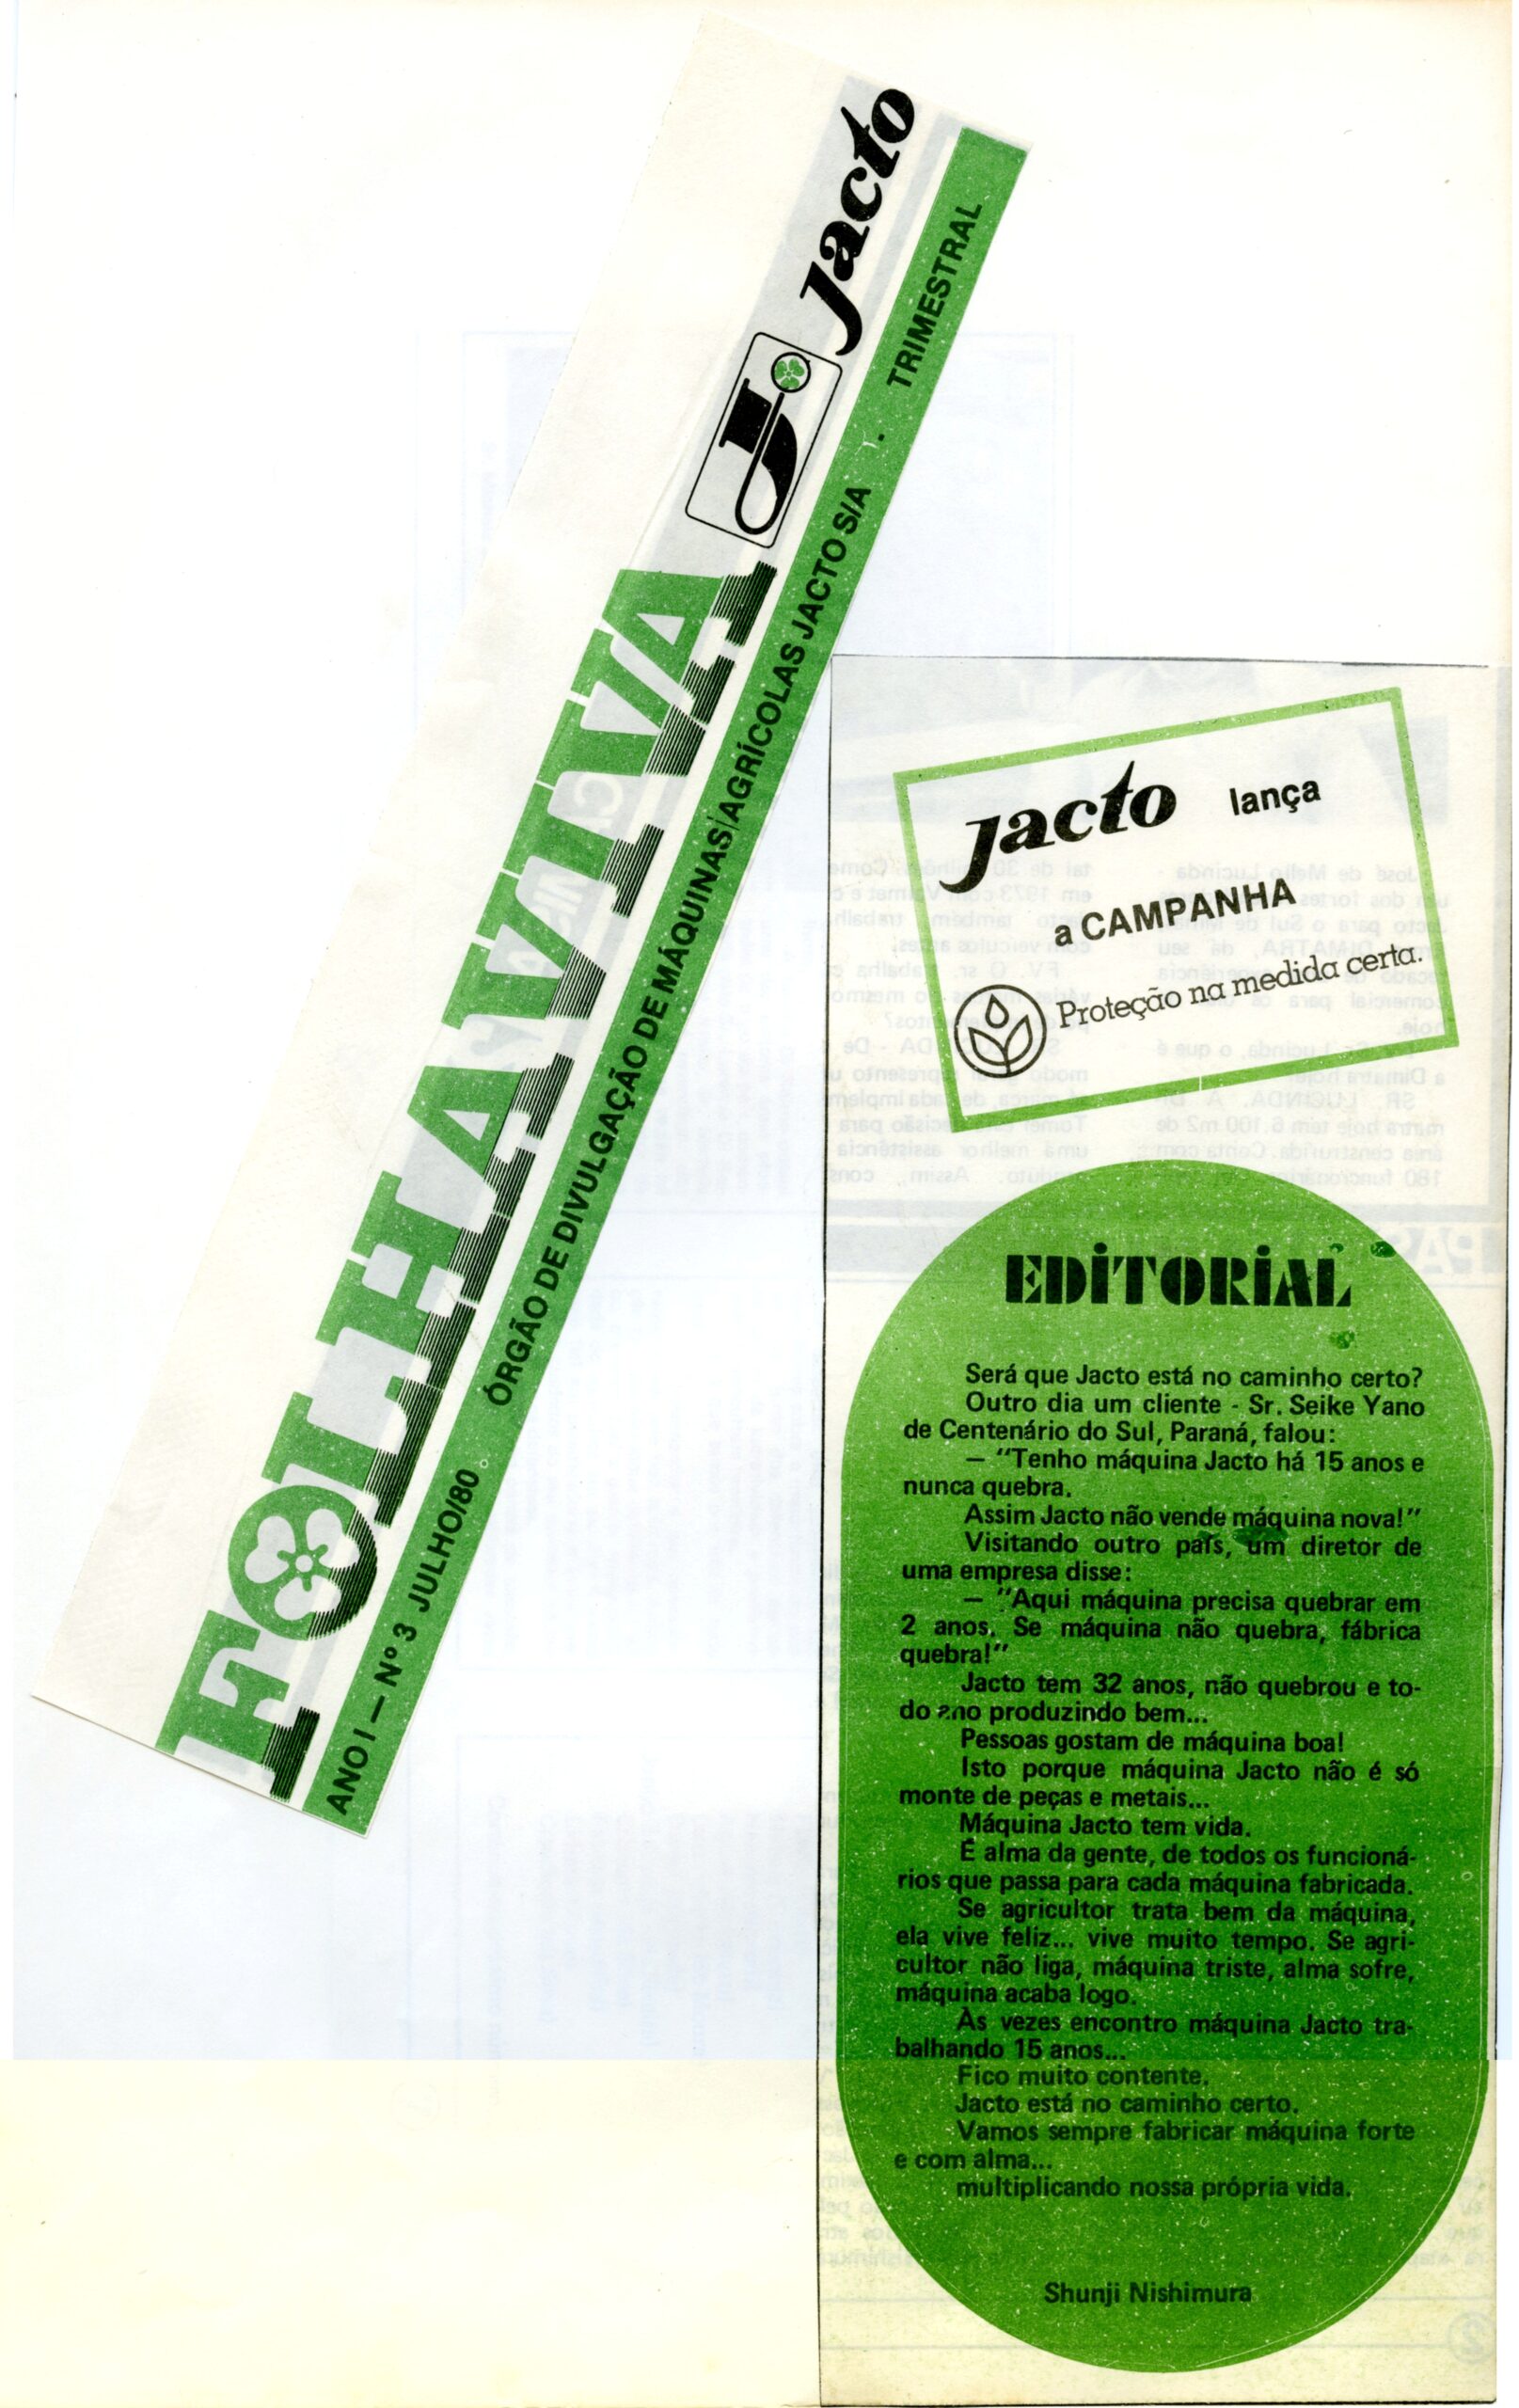 FOLHA VIVA
Jacto
ANO I — Nº 3 JULHO/80 ÓRGÃO DE DIVULGAÇÃO DE MÁQUINAS AGRÍCOLAS JACTO S/A · TRIMESTRAL
Jacto lança
a CAMPANHA
Proteção na medida certa.
EDITORIAL
Será que Jacto está no caminho certo?
Outro dia um cliente - Sr. Seike Yano
de Centenário do Sul, Paraná, falou:
— "Tenho máquina Jacto há 15 anos e
nunca quebra.
Assim Jacto não vende máquina nova!"
Visitando outro país, um diretor de
uma empresa disse:
— "Aqui máquina precisa quebrar em
2 anos. Se máquina não quebra, fábrica
quebra!"
Jacto tem 32 anos, não quebrou e to-
do ano produzindo bem...
Pessoas gostam de máquina boa!
Isto porque máquina Jacto não é só
monte de peças e metais...
Máquina Jacto tem vida.
É alma da gente, de todos os funcioná-
rios que passa para cada máquina fabricada.
Se agricultor trata bem da máquina,
ela vive feliz... vive muito tempo. Se agri-
cultor não liga, máquina triste, alma sofre,
máquina acaba logo.
Às vezes encontro máquina Jacto tra-
balhando 15 anos...
Fico muito contente.
Jacto está no caminho certo.
Vamos sempre fabricar máquina forte
e com alma...
multiplicando nossa própria vida.
Shunji Nishimura